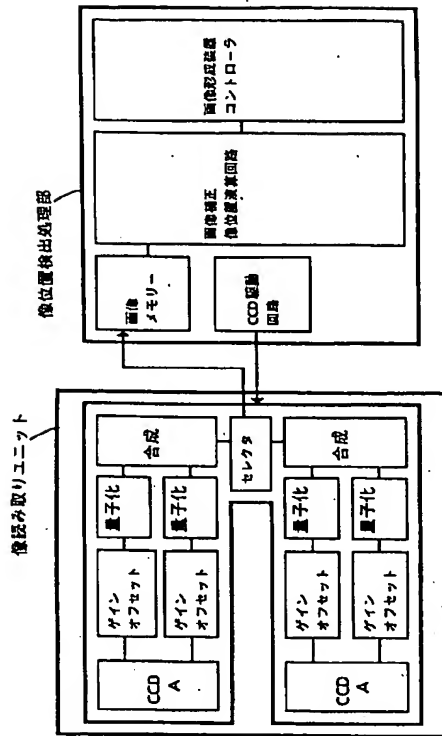 像読み取りユニット
CCD
A
ゲイン
オフセット
量子化
ゲイン
オフセット
量子化
合成
セレクタ
CCD
A
ゲイン
オフセット
量子化
ゲイン
オフセット
量子化
合成
像位置検出処理部
画像
メモリー
CCD駆動
回路
画像補正
像位置演算回路
画像形成装置
コントローラ